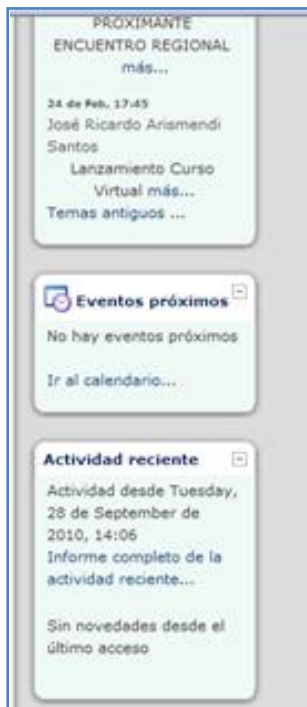 PROXIMANTE
ENCUENTRO REGIONAL
más...
24 de Feb, 17:45
José Ricardo Arismendi
Santos
Lanzamiento Curso
Virtual más...
Temas antiguos ...
Eventos próximos
No hay eventos próximos
Ir al calendario...
Actividad reciente
Actividad desde Tuesday,
28 de September de
2010, 14:06
Informe completo de la
actividad reciente...
Sin novedades desde el
último acceso